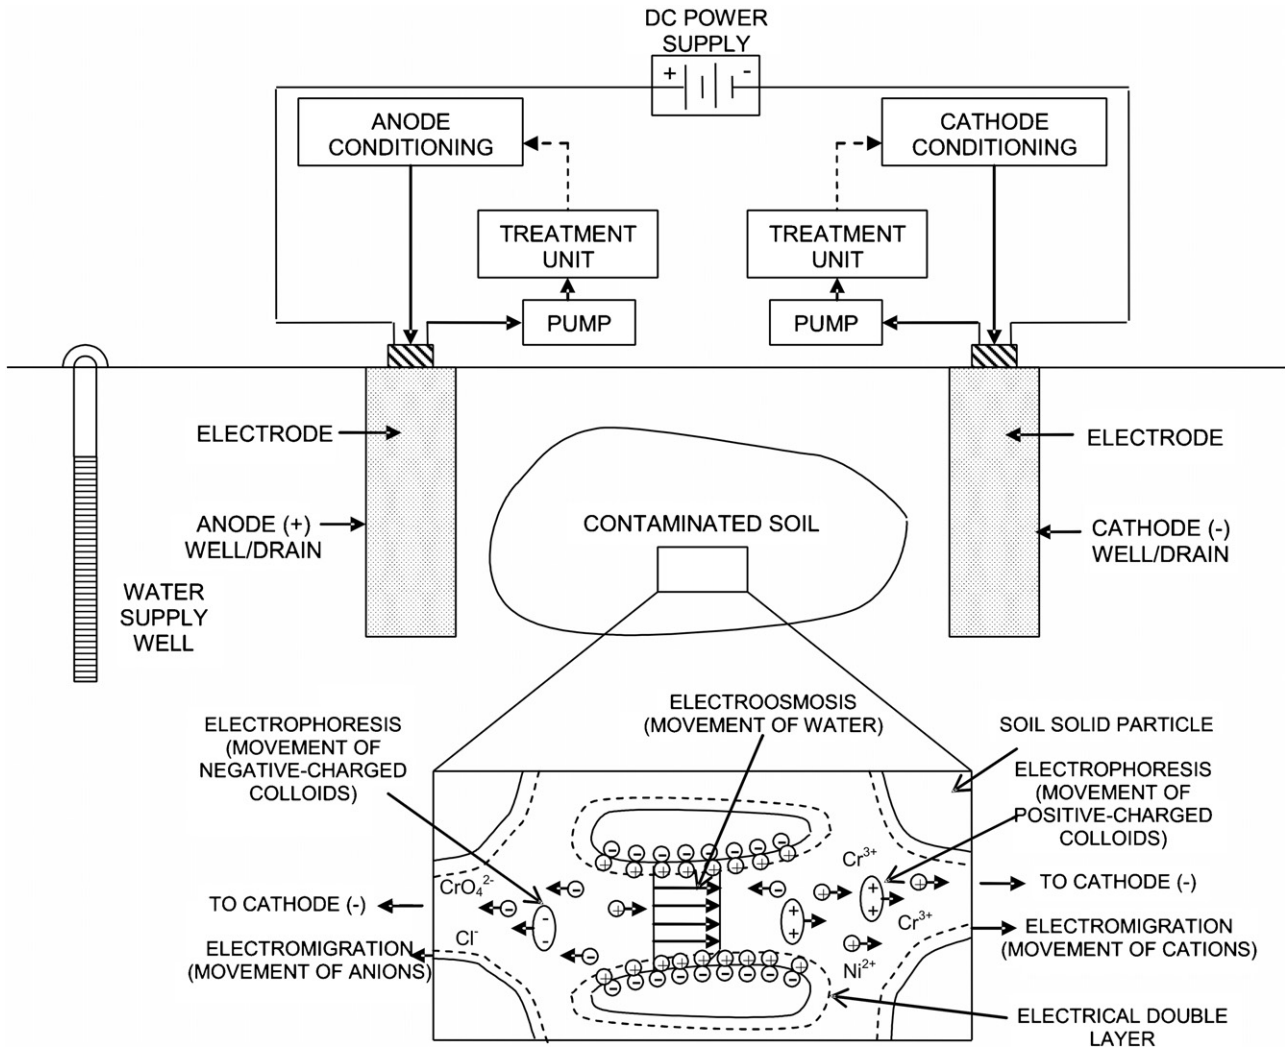 DC POWER
SUPPLY
+ -
ANODE
CONDITIONING
CATHODE
CONDITIONING
TREATMENT
UNIT
TREATMENT
UNIT
PUMP
PUMP
ELECTRODE
ELECTRODE
CONTAMINATED SOIL
ANODE (+)
WELL/DRAIN
CATHODE (-)
WELL/DRAIN
WATER
SUPPLY
WELL
ELECTROOSMOSIS
(MOVEMENT OF WATER)
ELECTROPHORESIS
(MOVEMENT OF
NEGATIVE-CHARGED
COLLOIDS)
SOIL SOLID PARTICLE
ELECTROPHORESIS
(MOVEMENT OF
POSITIVE-CHARGED
COLLOIDS)
Cr³⁺
CrO₄²⁻
TO CATHODE (-)
TO CATHODE (-)
Cr³⁺
Cl⁻
ELECTROMIGRATION
(MOVEMENT OF ANIONS)
ELECTROMIGRATION
(MOVEMENT OF CATIONS)
Ni²⁺
ELECTRICAL DOUBLE
LAYER